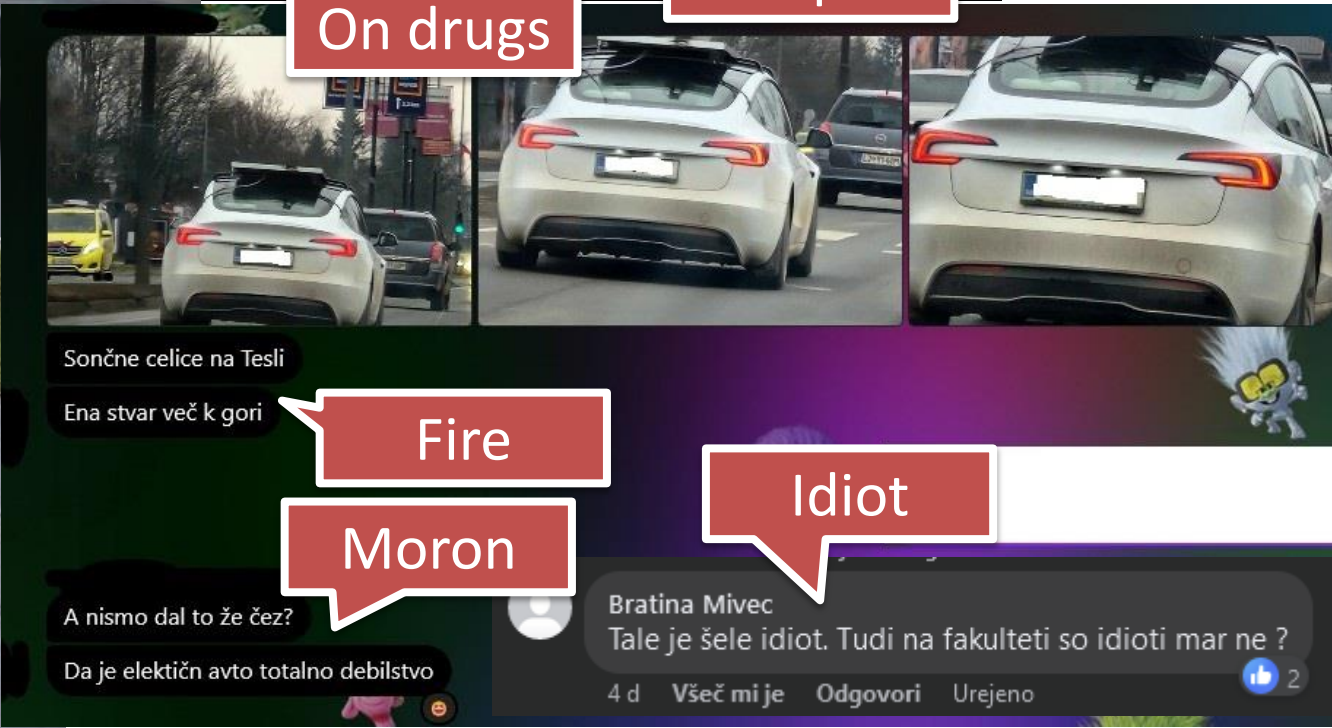 On drugs
Sončne celice na Tesli
Ena stvar več k gori
Fire
Idiot
Moron
A nismo dal to že čez?
Da je električn avto totalno debilstvo
Bratina Mivec
Tale je šele idiot. Tudi na fakulteti so idioti mar ne ?
4 d Všeč mi je Odgovori Urejeno
2